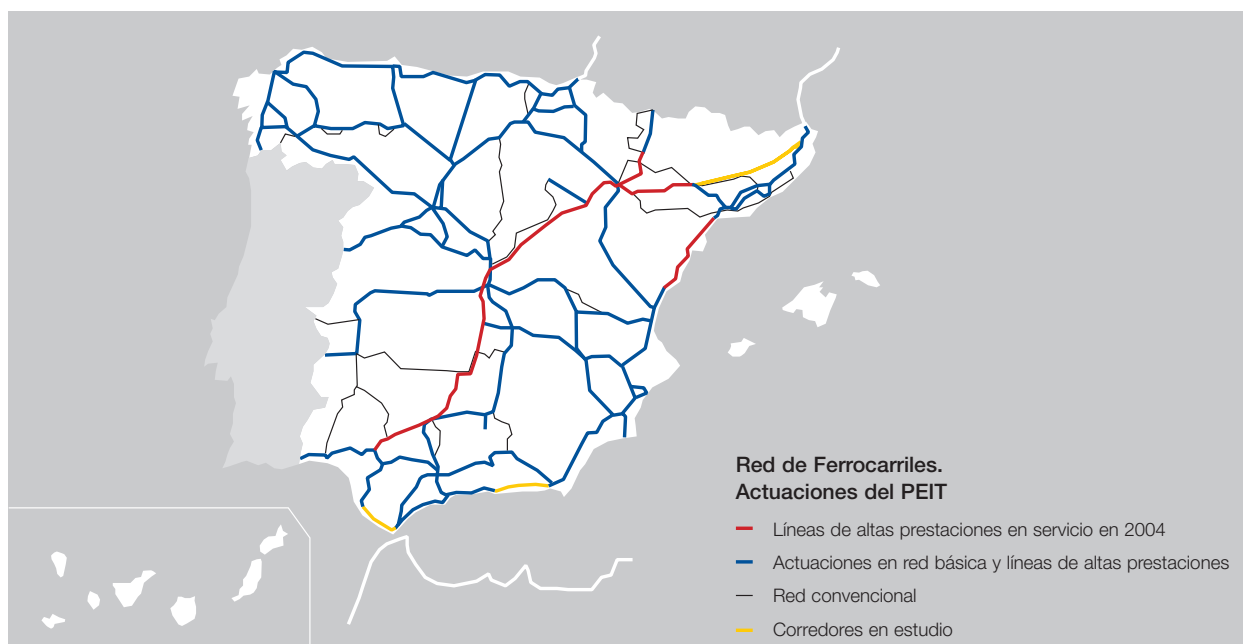 Red de Ferrocarriles.
Actuaciones del PEIT
Líneas de altas prestaciones en servicio en 2004
Actuaciones en red básica y líneas de altas prestaciones
Red convencional
Corredores en estudio